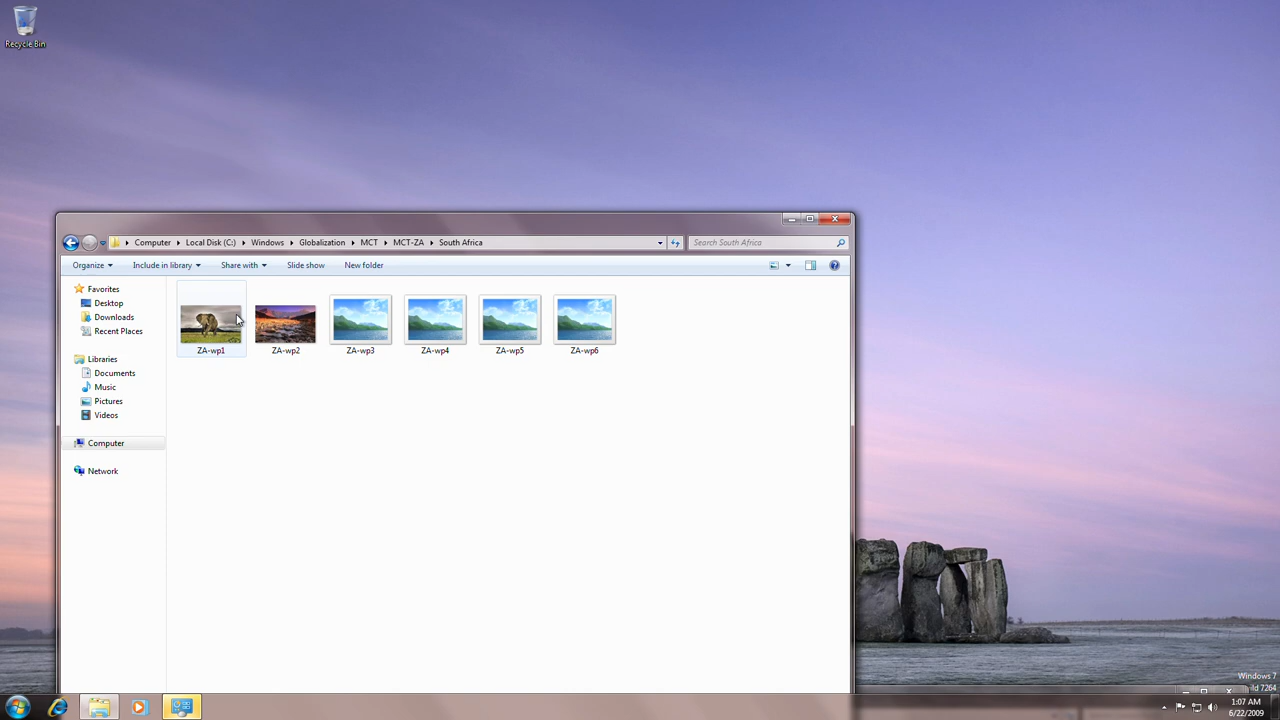 Recycle Bin
Computer Local Disk (C:) Windows Globalization MCT MCT-ZA South Africa
Search South Africa
Organize Include in library Share with Slide show New folder
Favorites
Desktop
Downloads
Recent Places
Libraries
Documents
Music
Pictures
Videos
Computer
Network
ZA-wp1 ZA-wp2 ZA-wp3 ZA-wp4 ZA-wp5 ZA-wp6
Windows 7
7264
1:07 AM
6/22/2009